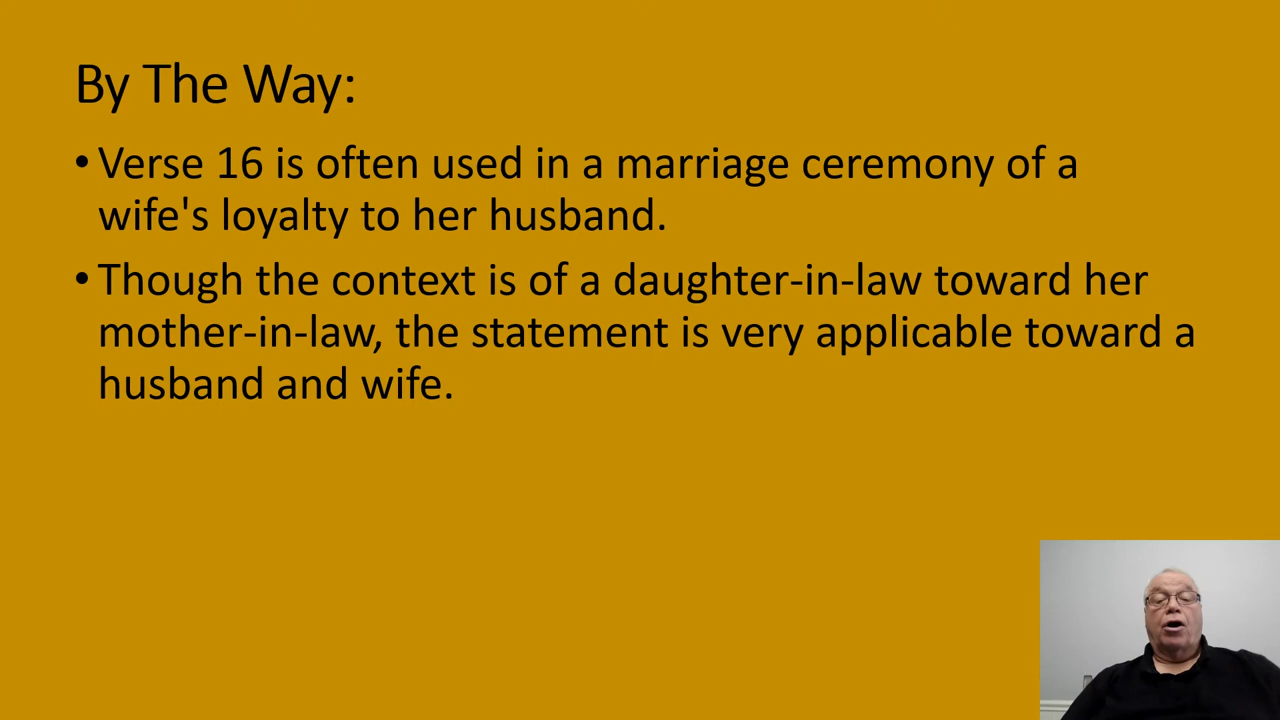 By The Way:
• Verse 16 is often used in a marriage ceremony of a
wife's loyalty to her husband.
• Though the context is of a daughter-in-law toward her
mother-in-law, the statement is very applicable toward a
husband and wife.